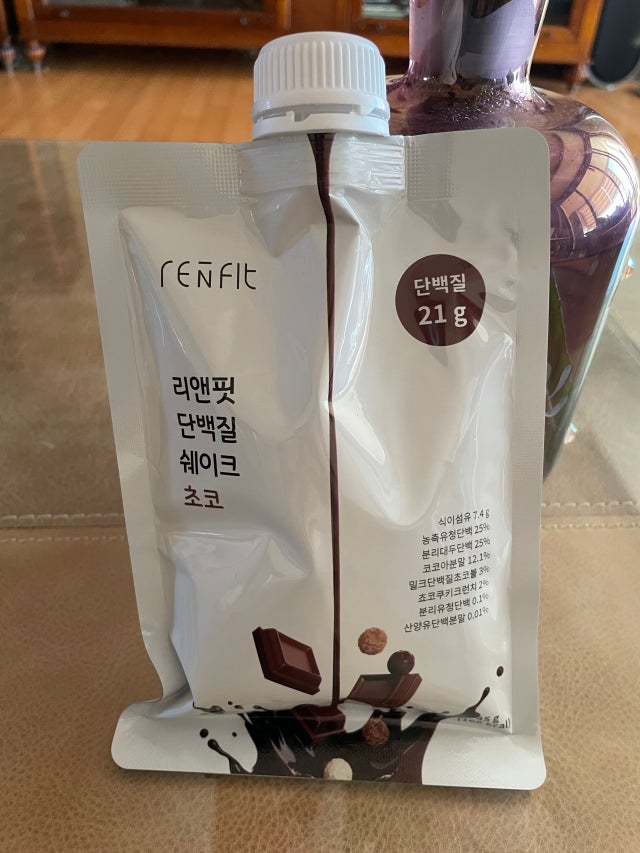 renfit
단백질
21 g
리앤핏
단백질
쉐이크
초코
식이섬유 7.4 g
농축유청단백 25%
분리대두단백 25%
코코아분말 12.1%
밀크단백질초코볼 3%
쵸코쿠키크런치 2%
분리유청단백 0.1%
산양유단백분말 0.01%